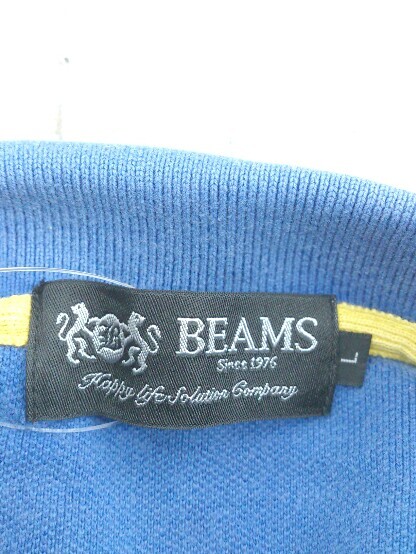 BEAMS
Since 1976
Happy life Solution Company
L